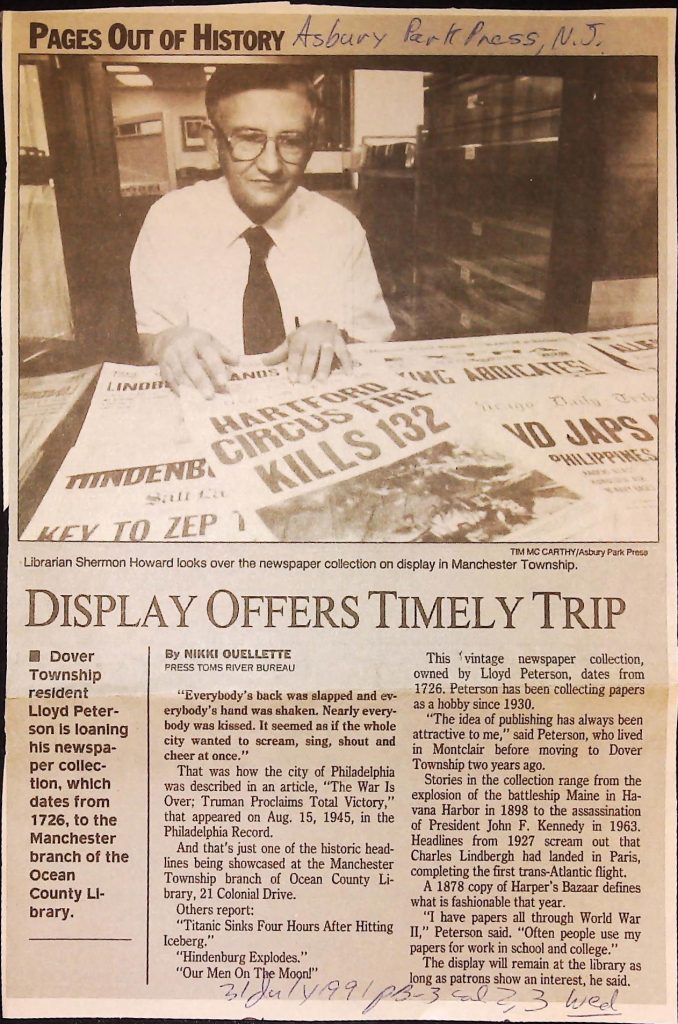 PAGES OUT OF HISTORY Asbury Park Press, N.J.
LINDB ANDS
HARTFORD
CIRCUS FIRE
KILLS 132
NG ABDICATES!
Daily
VD JAPS
PHILIPPINES
HINDENB
Salt La
KEY TO ZEP
TIM MC CARTHY/Asbury Park Press
Librarian Shermon Howard looks over the newspaper collection on display in Manchester Township.
DISPLAY OFFERS TIMELY TRIP
■ Dover
Township
resident
Lloyd Peter-
son is loaning
his newspa-
per collec-
tion, which
dates from
1726, to the
Manchester
branch of the
Ocean
County Li-
brary.
By NIKKI OUELLETTE
PRESS TOMS RIVER BUREAU
"Everybody's back was slapped and ev-
erybody's hand was shaken. Nearly every-
body was kissed. It seemed as if the whole
city wanted to scream, sing, shout and
cheer at once."
That was how the city of Philadelphia
was described in an article, "The War Is
Over; Truman Proclaims Total Victory,"
that appeared on Aug. 15, 1945, in the
Philadelphia Record.
And that's just one of the historic head-
lines being showcased at the Manchester
Township branch of Ocean County Li-
brary, 21 Colonial Drive.
Others report:
"Titanic Sinks Four Hours After Hitting
Iceberg."
"Hindenburg Explodes."
"Our Men On The Moon!"
This vintage newspaper collection,
owned by Lloyd Peterson, dates from
1726. Peterson has been collecting papers
as a hobby since 1930.
"The idea of publishing has always been
attractive to me," said Peterson, who lived
in Montclair before moving to Dover
Township two years ago.
Stories in the collection range from the
explosion of the battleship Maine in Ha-
vana Harbor in 1898 to the assassination
of President John F. Kennedy in 1963.
Headlines from 1927 scream out that
Charles Lindbergh had landed in Paris,
completing the first trans-Atlantic flight.
A 1878 copy of Harper's Bazaar defines
what is fashionable that year.
"I have papers all through World War
II," Peterson said. "Often people use my
papers for work in school and college."
The display will remain at the library as
long as patrons show an interest, he said.
31 July 1991 pB-3 col 2, 3 Wed